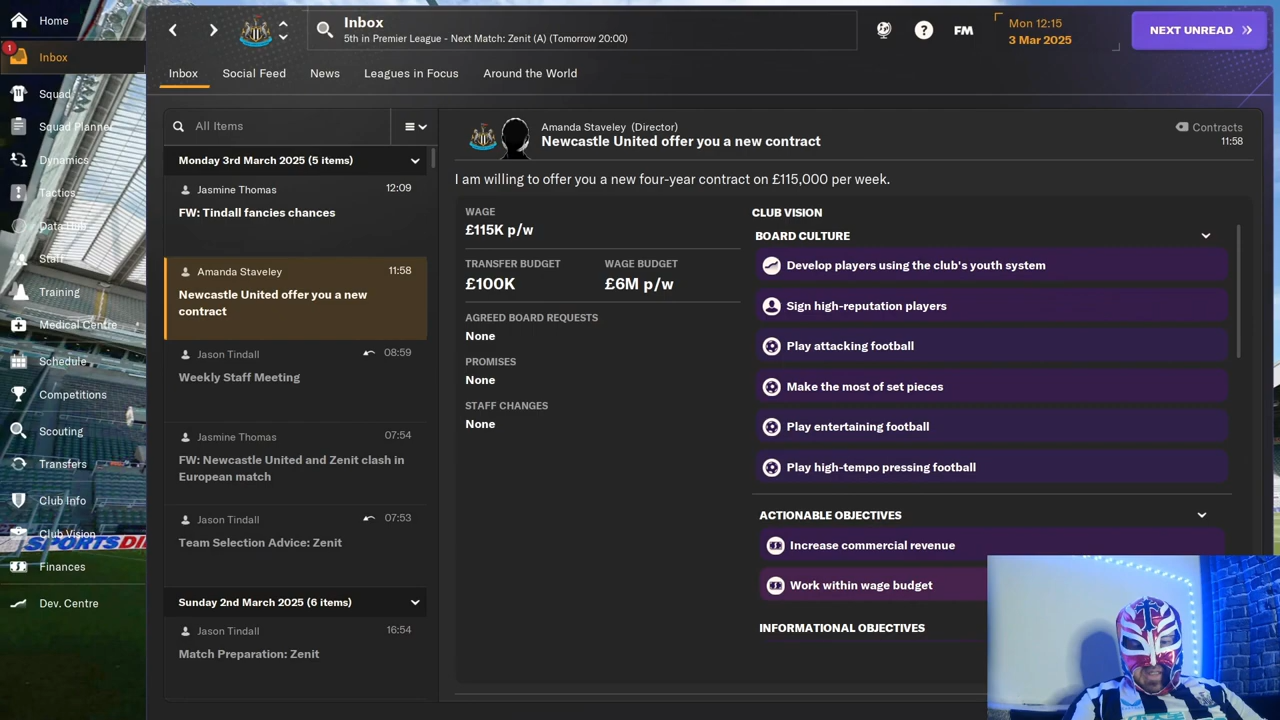 Home
1
Inbox
Squad
Squad Planner
Dynamics
Tactics
Data Hub
Staff
Training
Medical Centre
Schedule
Competitions
Scouting
Transfers
Club Info
Club Vision
SPORTS
Finances
Dev. Centre
Inbox
5th in Premier League - Next Match: Zenit (A) (Tomorrow 20:00)
?
FM
Mon 12:15
3 Mar 2025
NEXT UNREAD
Inbox
Social Feed
News
Leagues in Focus
Around the World
All Items
Monday 3rd March 2025 (5 items)
Jasmine Thomas
12:09
FW: Tindall fancies chances
Amanda Staveley
11:58
Newcastle United offer you a new
contract
Jason Tindall
08:59
Weekly Staff Meeting
Jasmine Thomas
07:54
FW: Newcastle United and Zenit clash in
European match
Jason Tindall
07:53
Team Selection Advice: Zenit
Sunday 2nd March 2025 (6 items)
Jason Tindall
16:54
Match Preparation: Zenit
Amanda Staveley (Director)
Newcastle United offer you a new contract
Contracts
11:58
I am willing to offer you a new four-year contract on £115,000 per week.
WAGE
£115K p/w
TRANSFER BUDGET
£100K
WAGE BUDGET
£6M p/w
AGREED BOARD REQUESTS
None
PROMISES
None
STAFF CHANGES
None
CLUB VISION
BOARD CULTURE
Develop players using the club's youth system
Sign high-reputation players
Play attacking football
Make the most of set pieces
Play entertaining football
Play high-tempo pressing football
ACTIONABLE OBJECTIVES
Increase commercial revenue
Work within wage budget
INFORMATIONAL OBJECTIVES